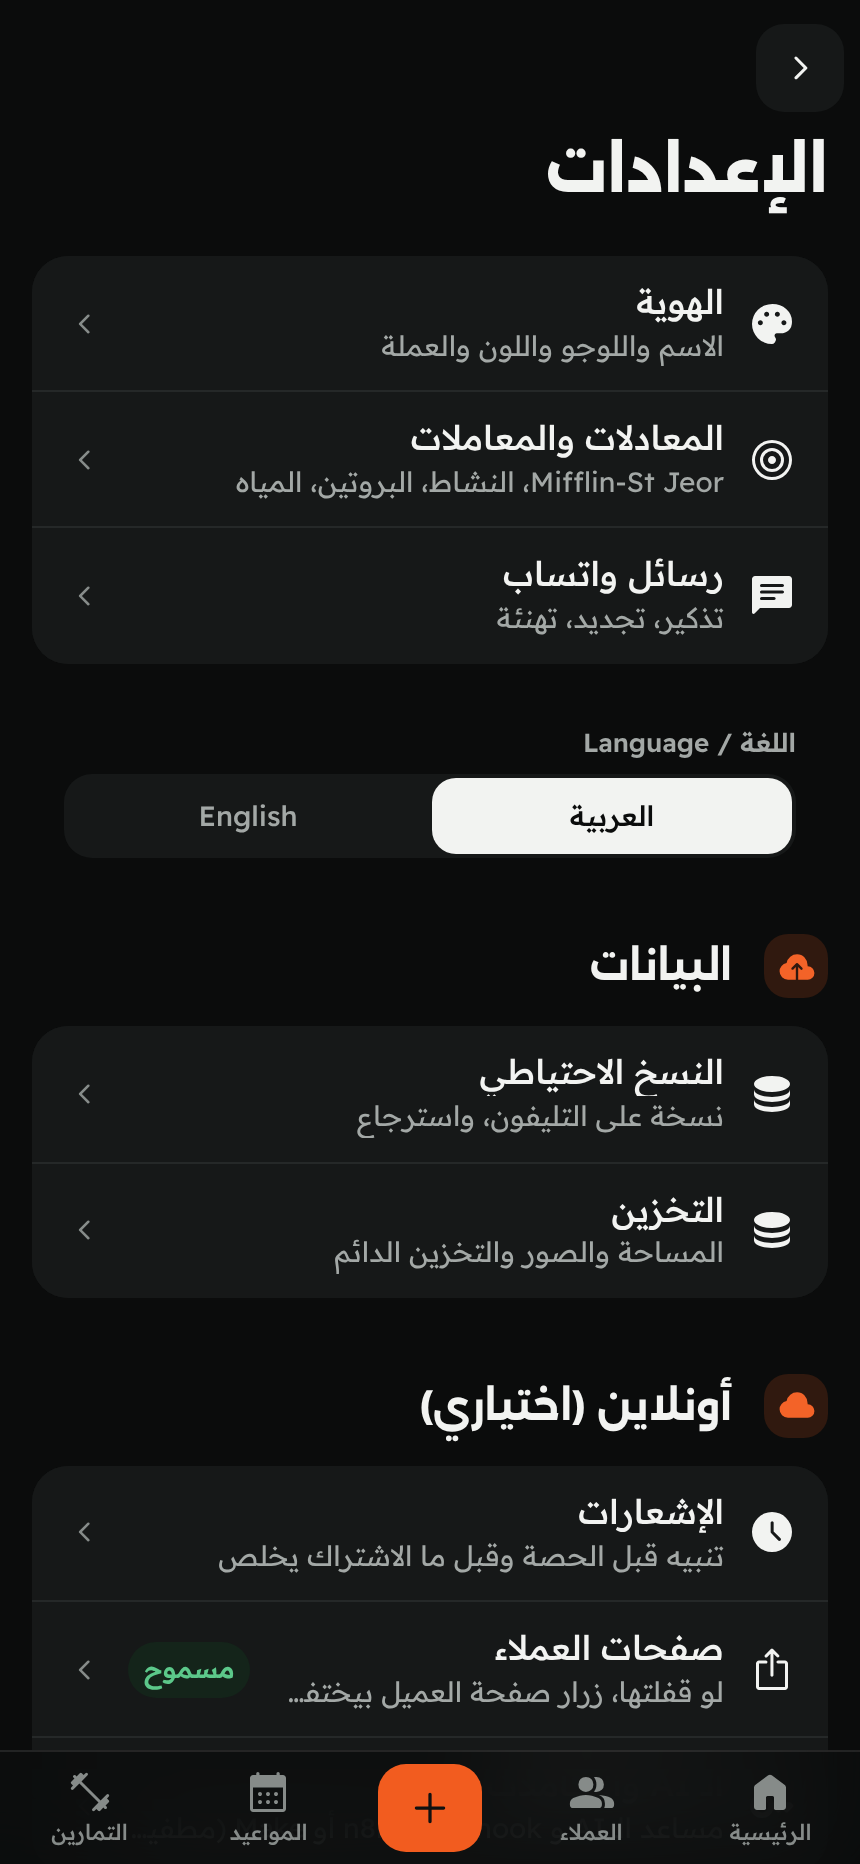 الإعدادات
الهوية
الاسم واللوجو واللون والعملة
المعادلات والمعاملات
Mifflin-St Jeor، النشاط، البروتين، المياه
رسائل واتساب
تذكير، تجديد، تهنئة
اللغة / Language
العربية
English
البيانات
النسخ الاحتياطي
نسخة على التليفون، واسترجاع
التخزين
المساحة والصور والتخزين الدائم
أونلاين (اختياري)
الإشعارات
تنبيه قبل الحصة وقبل ما الاشتراك يخلص
صفحات العملاء
مسموح
لو قفلتها، زرار صفحة العميل بيختفـ...
الرئيسية
العملاء
المواعيد
التمارين